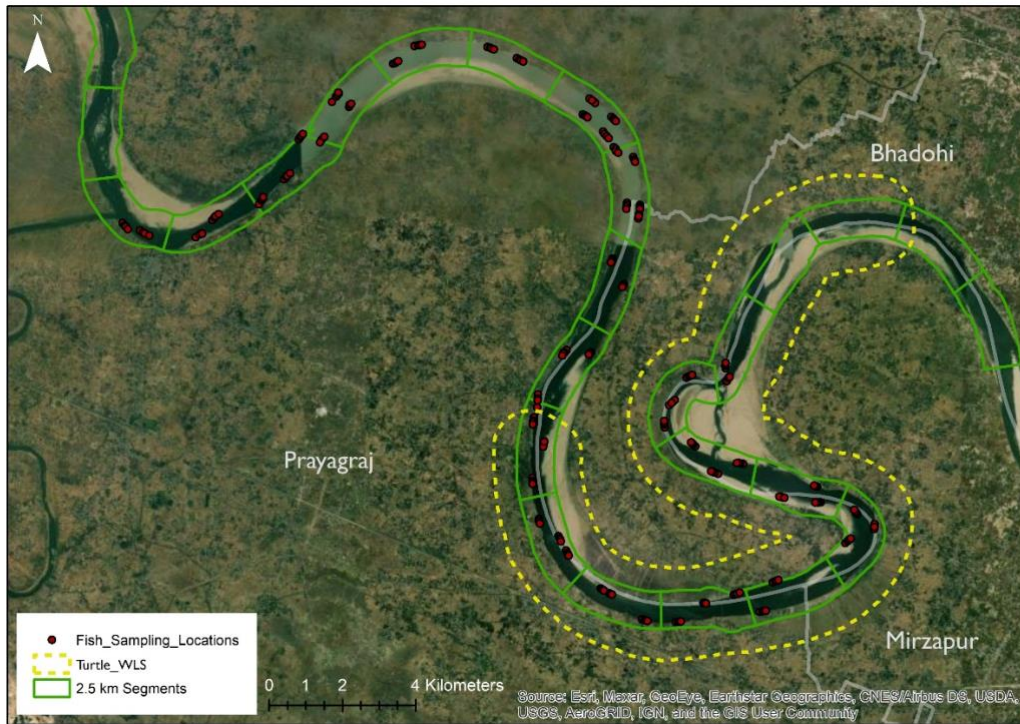 N
Bhadohi
Prayagraj
Mirzapur
Fish_Sampling_Locations
Turtle_WLS
2.5 km Segments
0 1 2 4 Kilometers
Source: Esri, Maxar, GeoEye, Earthstar Geographics, CNES/Airbus DS, USDA,
USGS, AeroGRID, IGN, and the GIS User Community